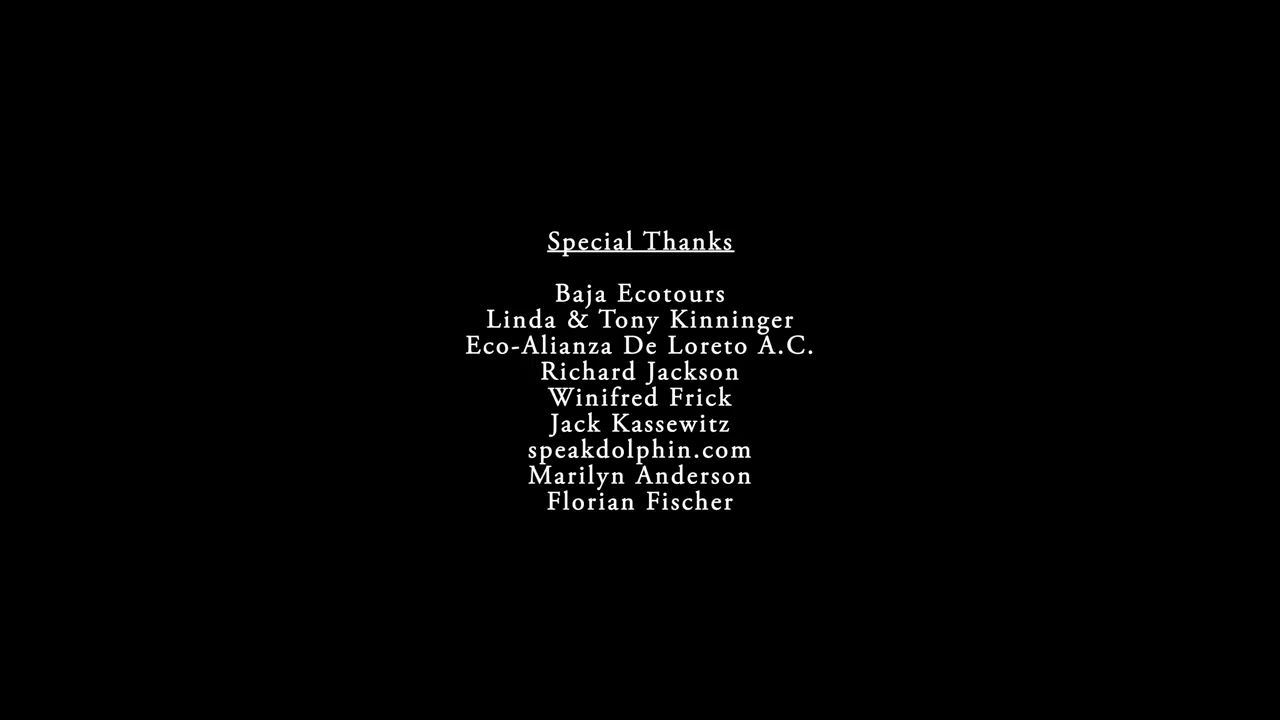 Special Thanks
Baja Ecotours
Linda & Tony Kinninger
Eco-Alianza De Loreto A.C.
Richard Jackson
Winifred Frick
Jack Kassewitz
speakdolphin.com
Marilyn Anderson
Florian Fischer